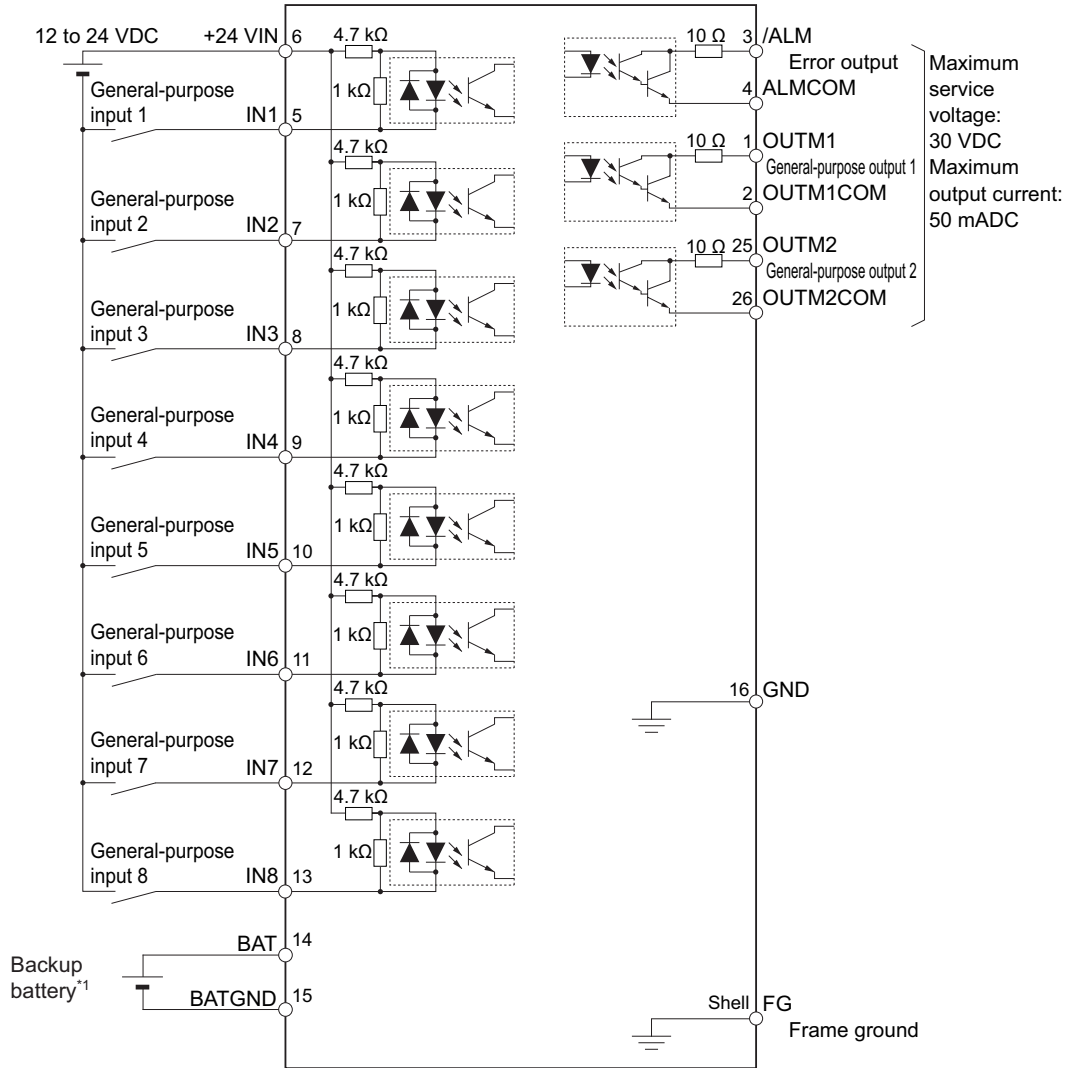 12 to 24 VDC +24 VIN 6 4.7 kΩ
General-purpose
input 1 IN1 5 1 kΩ
4.7 kΩ
General-purpose
input 2 IN2 7 1 kΩ
4.7 kΩ
General-purpose
input 3 IN3 8 1 kΩ
4.7 kΩ
General-purpose
input 4 IN4 9 1 kΩ
4.7 kΩ
General-purpose
input 5 IN5 10 1 kΩ
4.7 kΩ
General-purpose
input 6 IN6 11 1 kΩ
4.7 kΩ
General-purpose
input 7 IN7 12 1 kΩ
4.7 kΩ
General-purpose
input 8 IN8 13 1 kΩ
BAT 14
Backup
battery*1
BATGND 15
10 Ω 3 /ALM
Error output
4 ALMCOM
10 Ω 1 OUTM1
General-purpose output 1
2 OUTM1COM
10 Ω 25 OUTM2
General-purpose output 2
26 OUTM2COM
Maximum
service
voltage:
30 VDC
Maximum
output current:
50 mADC
16 GND
Shell FG
Frame ground